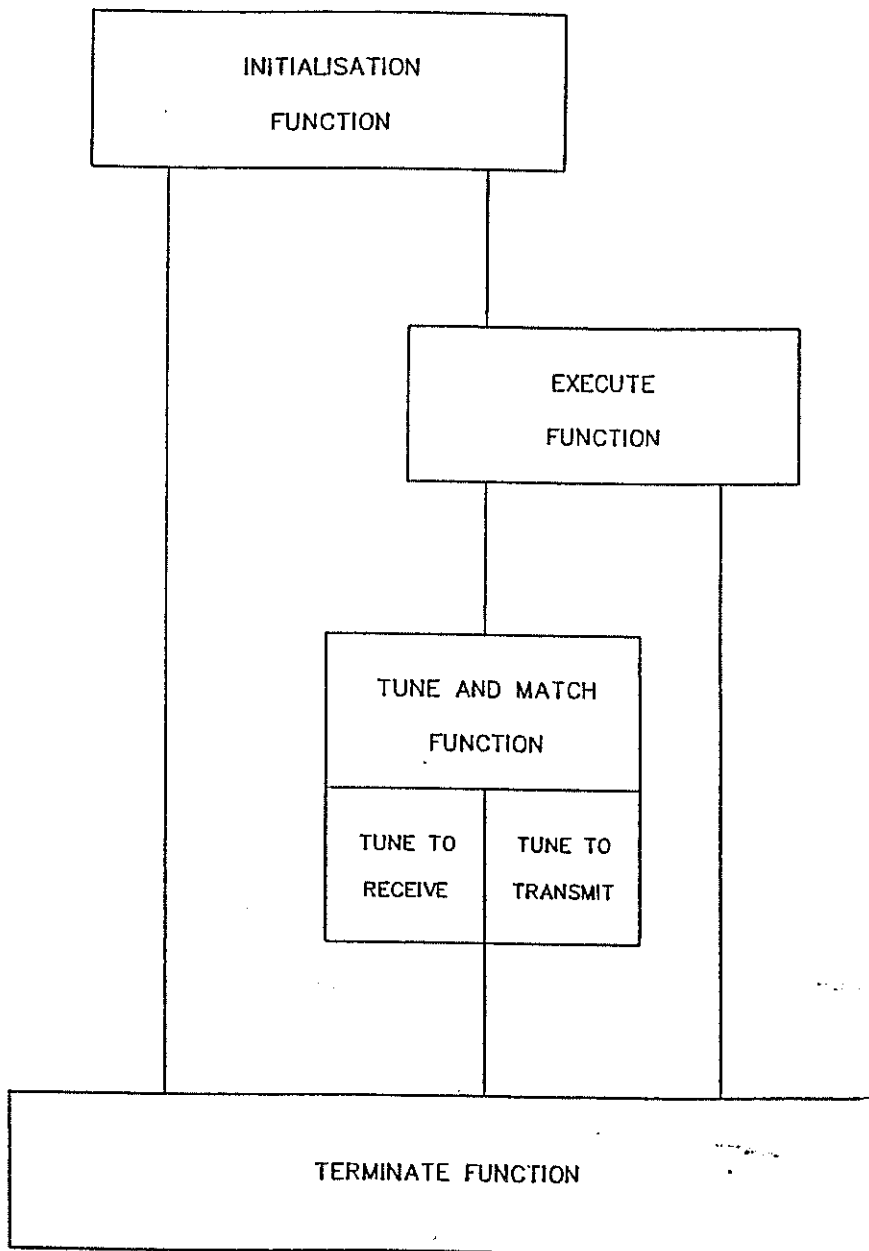 INITIALISATION
FUNCTION
EXECUTE
FUNCTION
TUNE AND MATCH
FUNCTION
TUNE TO
RECEIVE
TUNE TO
TRANSMIT
TERMINATE FUNCTION